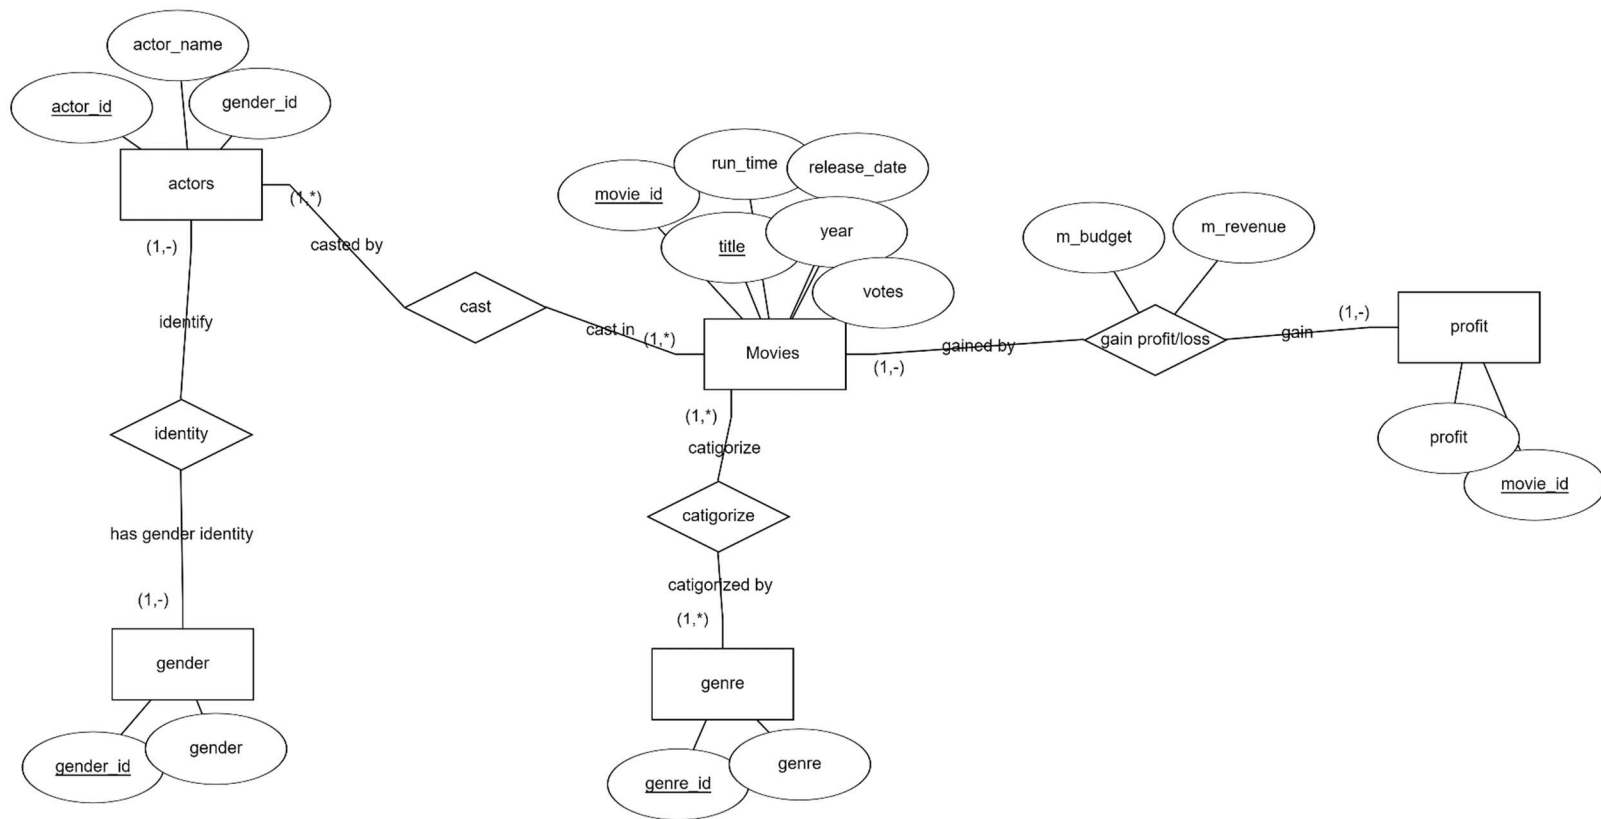 actor_name
actor_id
gender_id
actors
(1,*)
casted by
(1,-)
identify
identity
has gender identity
(1,-)
gender
gender_id
gender
cast
cast in
(1,*)
run_time
release_date
movie_id
title
year
votes
Movies
(1,*)
catigorize
catigorize
catigorized by
(1,*)
genre
genre_id
genre
(1,-)
gained by
m_budget
m_revenue
gain profit/loss
gain
(1,-)
profit
profit
movie_id